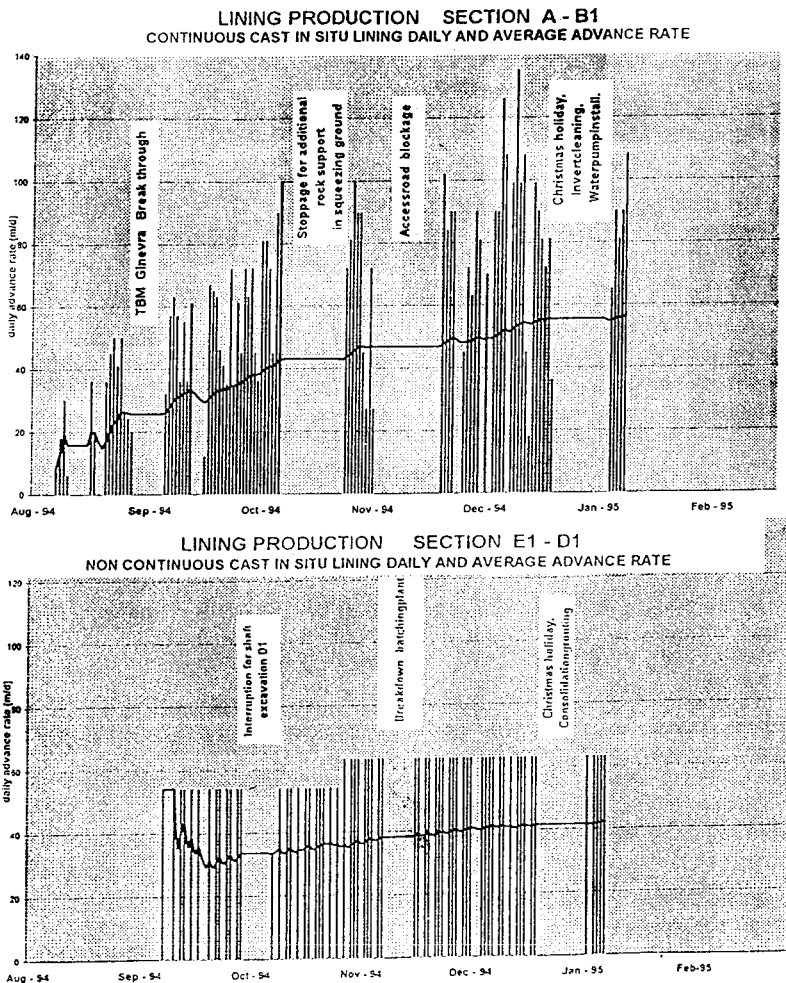 LINING PRODUCTION SECTION A - B1
CONTINUOUS CAST IN SITU LINING DAILY AND AVERAGE ADVANCE RATE
daily advance rate [m/d]
140
120
100
80
60
40
20
0
TBM Ginevra Break through
Stoppage for additional
rock support
in squeezing ground
Accessroad blockage
Christmas holiday,
Invertcleaning,
Waterpumpinstall.
Aug - 94 Sep - 94 Oct - 94 Nov - 94 Dec - 94 Jan - 95 Feb - 95
LINING PRODUCTION SECTION E1 - D1
NON CONTINUOUS CAST IN SITU LINING DAILY AND AVERAGE ADVANCE RATE
daily advance rate [m/d]
120
100
80
60
40
20
0
Interruption for shaft
excavation D1
Breakdown batchingplant
Christmas holiday,
Consolidationgrouting
Aug - 94 Sep - 94 Oct - 94 Nov - 94 Dec - 94 Jan - 95 Feb-95